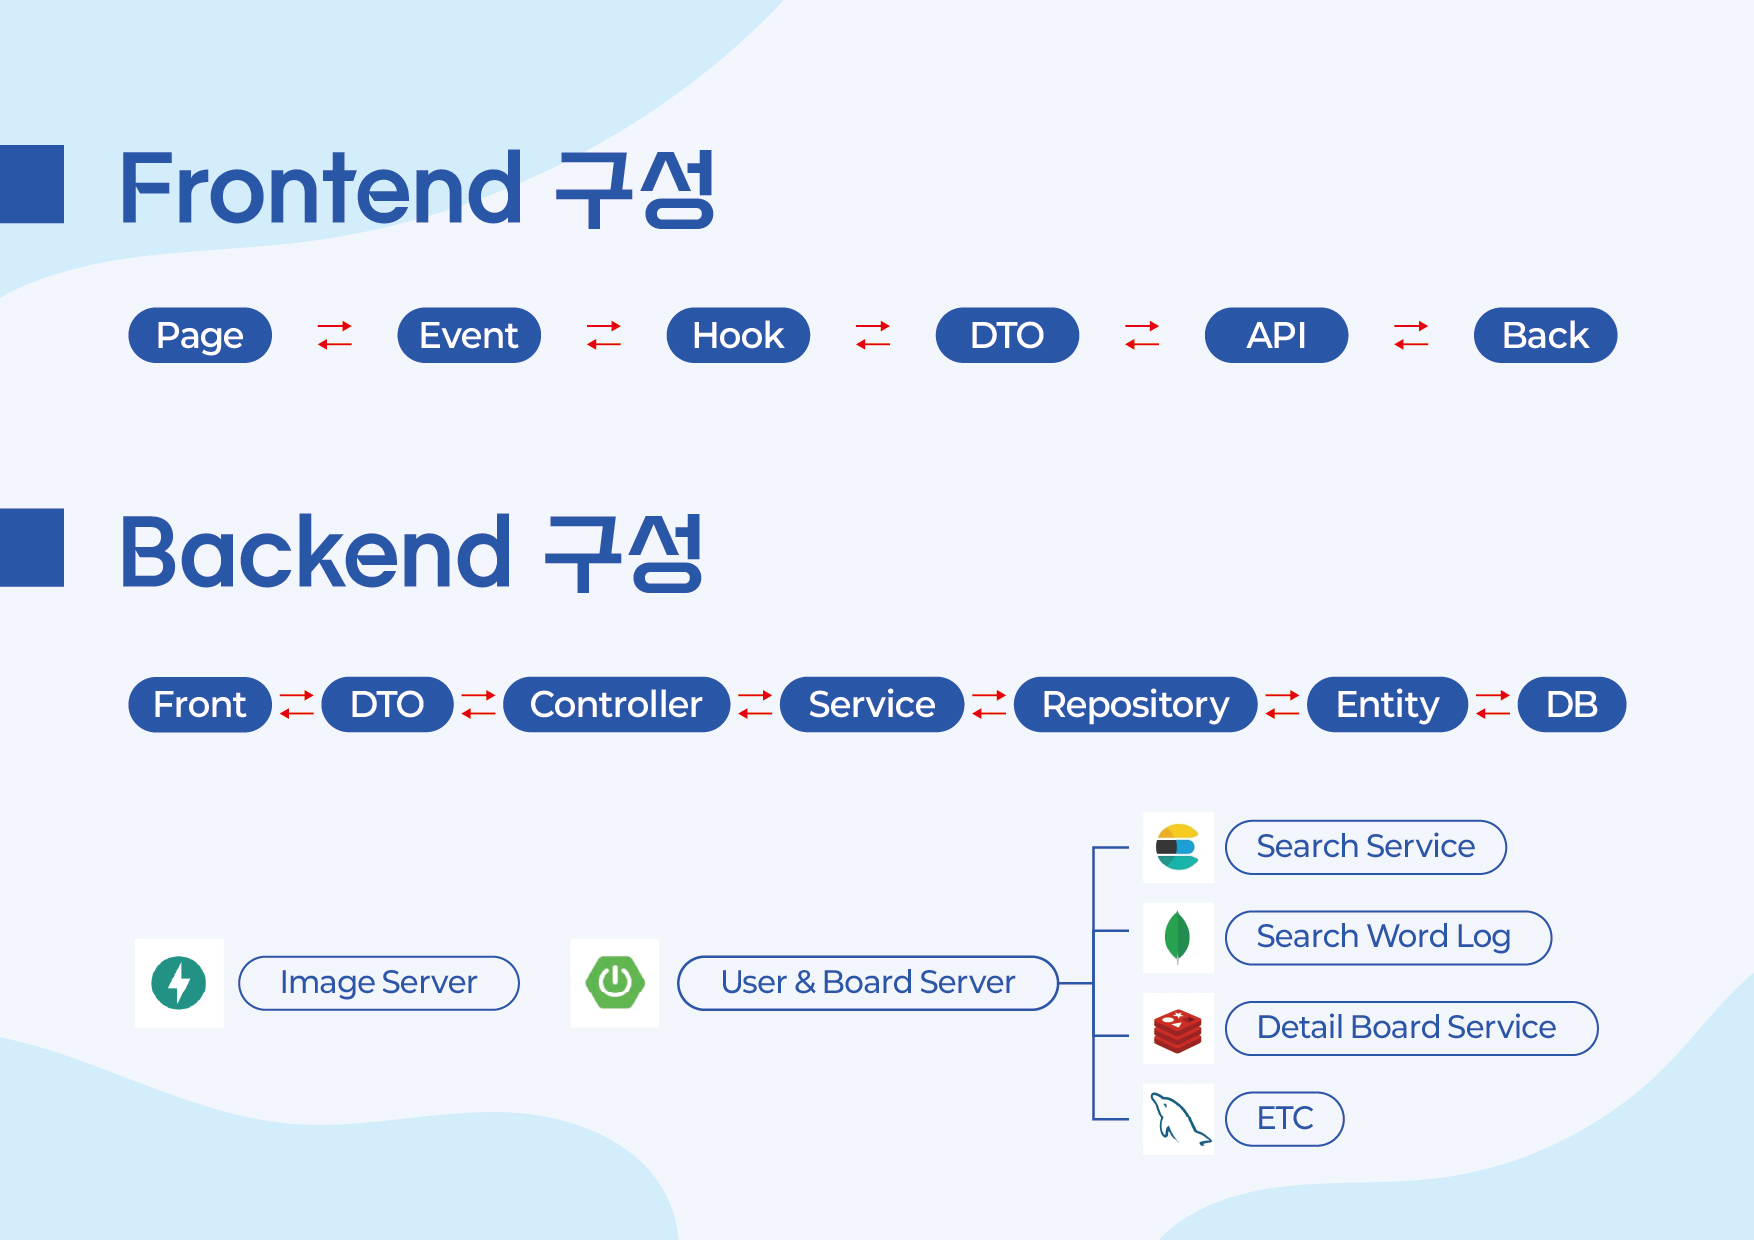 Frontend 구성
Page Event Hook DTO API Back
Backend 구성
Front DTO Controller Service Repository Entity DB
Image Server
User & Board Server
Search Service
Search Word Log
Detail Board Service
ETC